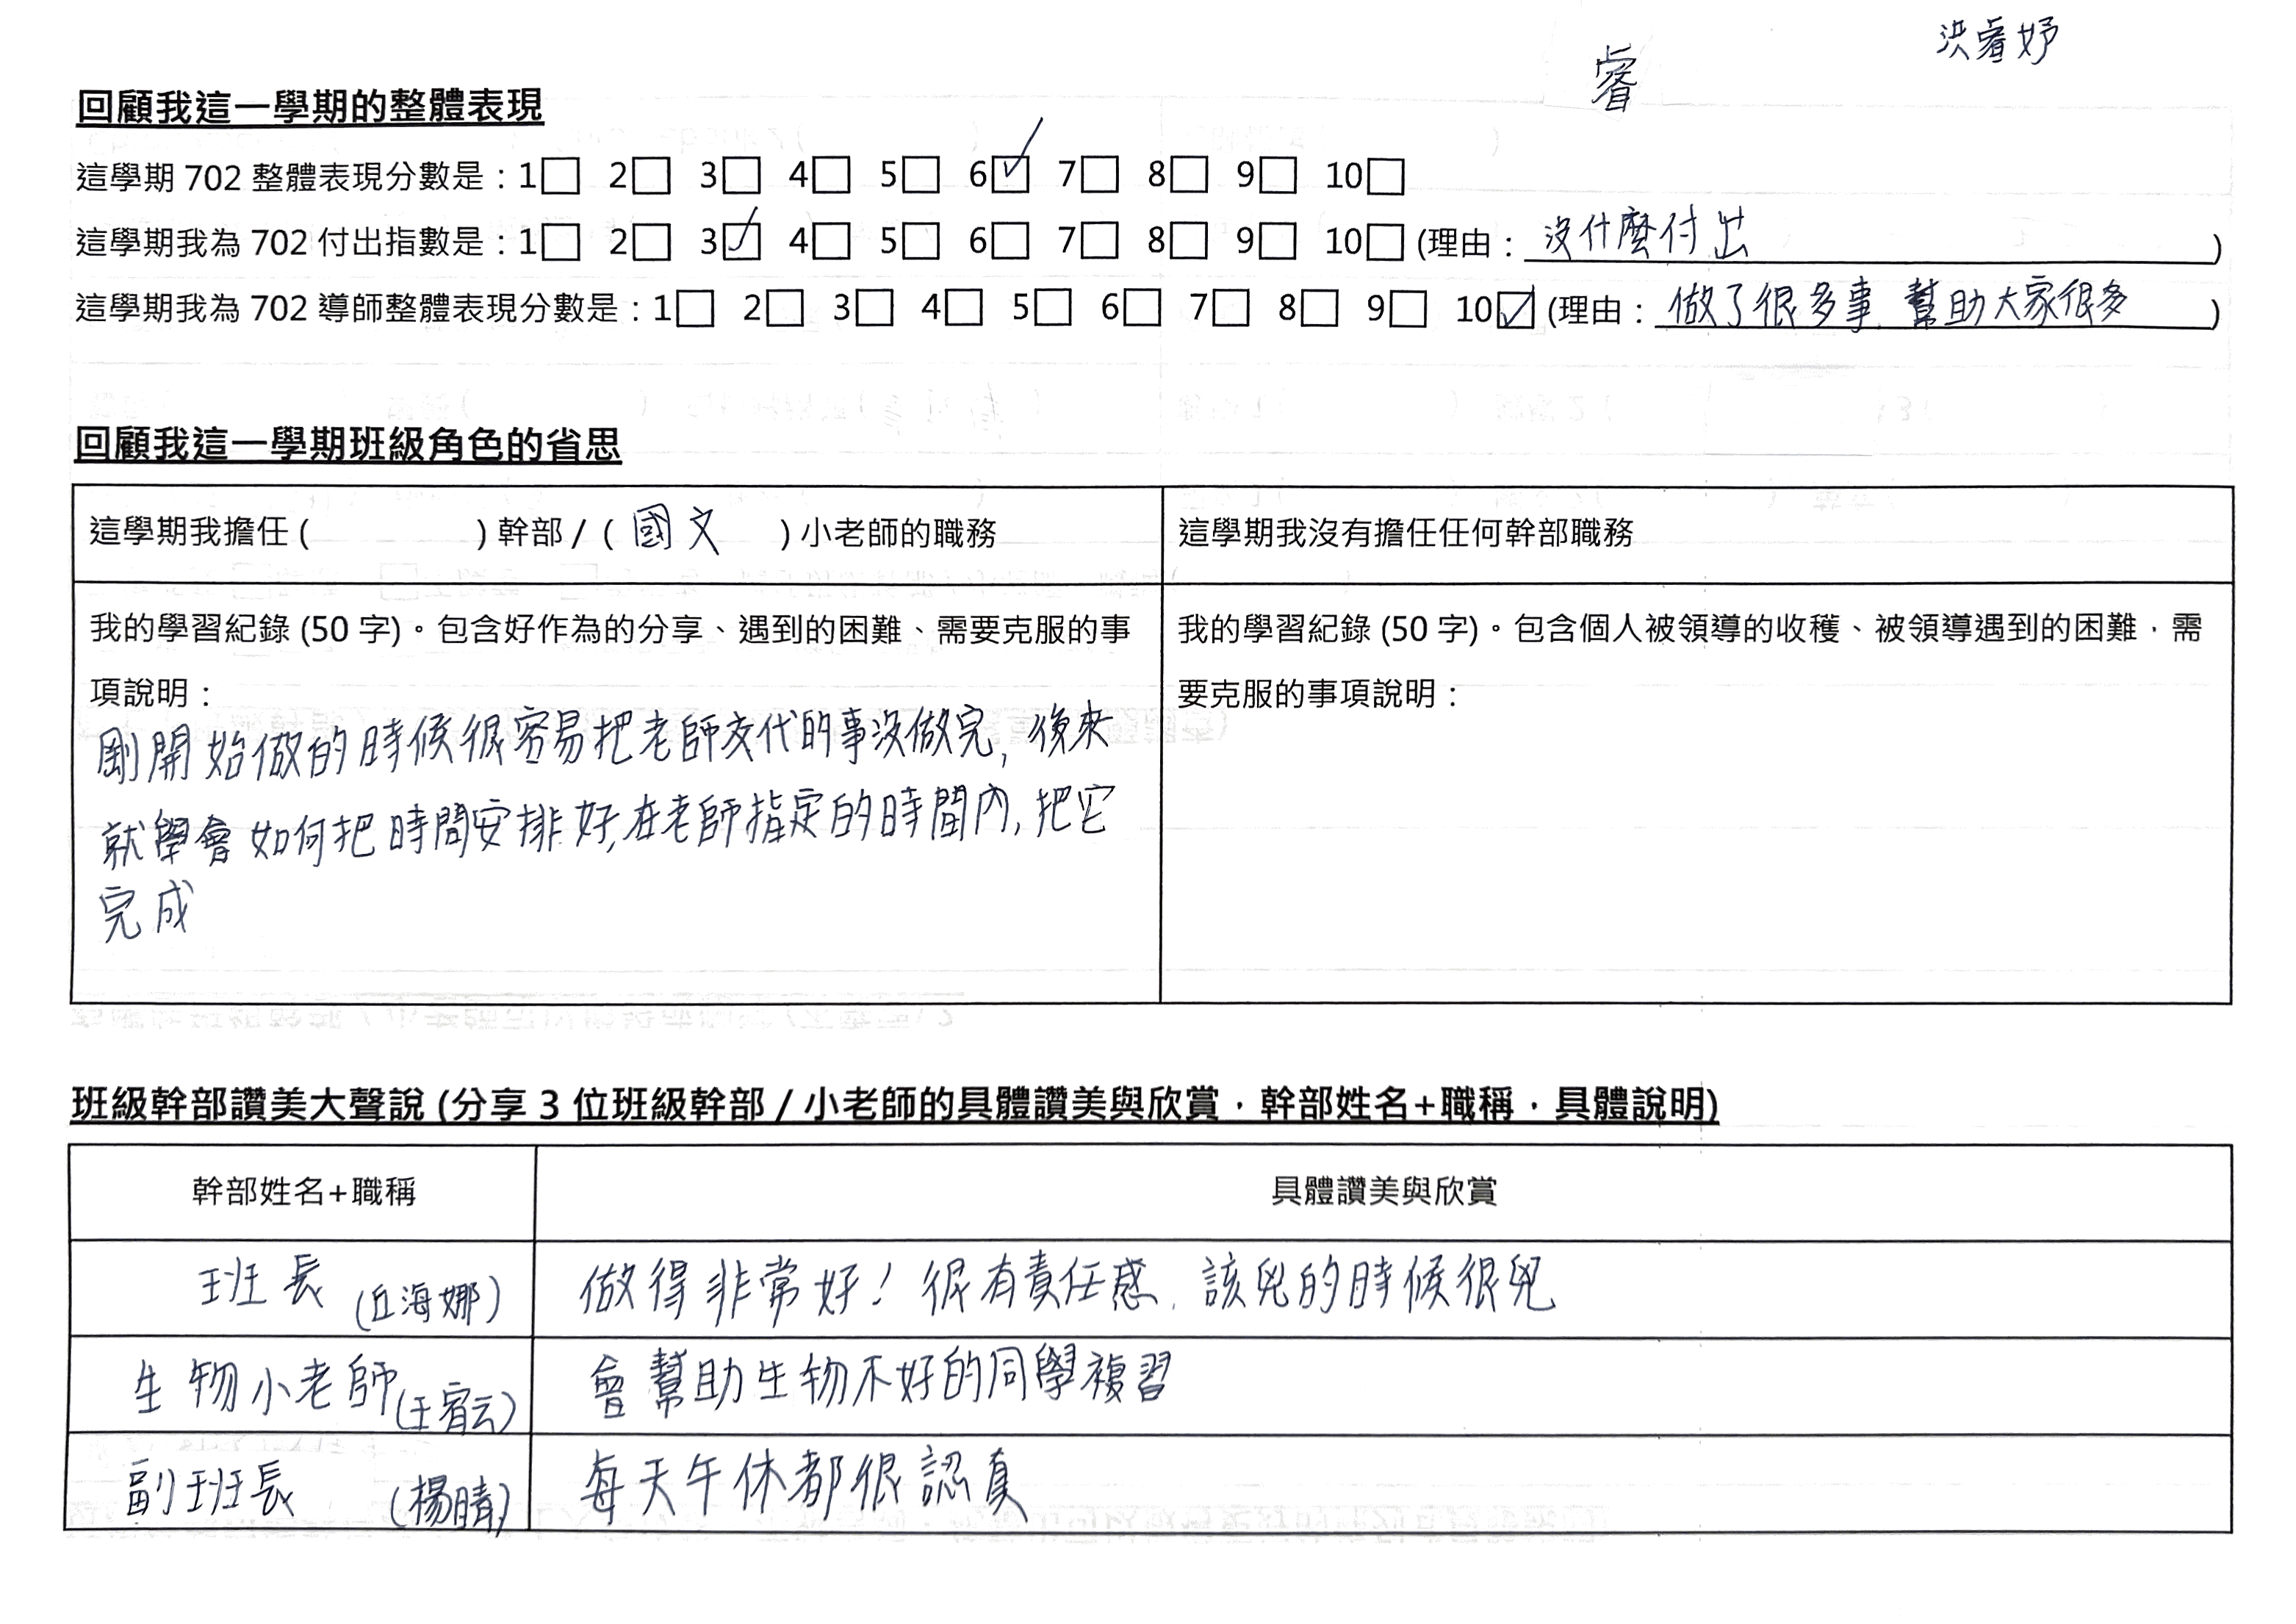 洪睿妤
睿
回顧我這一學期的整體表現
這學期 702 整體表現分數是：1□ 2□ 3□ 4□ 5□ 6☑ 7□ 8□ 9□ 10□
這學期我為 702 付出指數是：1□ 2□ 3☑ 4□ 5□ 6□ 7□ 8□ 9□ 10□ (理由：沒什麼付出)
這學期我為 702 導師整體表現分數是：1□ 2□ 3□ 4□ 5□ 6□ 7□ 8□ 9□ 10☑ (理由：做了很多事, 幫助大家很多)
回顧我這一學期班級角色的省思
這學期我擔任 ( ) 幹部 / ( 國文 ) 小老師的職務
我的學習紀錄 (50 字)。包含好作為的分享、遇到的困難、需要克服的事
項說明：
剛開始做的時候很容易把老師交代的事沒做完, 後來
就學會如何把時間安排好,在老師指定的時間內, 把它
完成
這學期我沒有擔任任何幹部職務
我的學習紀錄 (50 字)。包含個人被領導的收穫、被領導遇到的困難，需
要克服的事項說明：
班級幹部讚美大聲說 (分享 3 位班級幹部 / 小老師的具體讚美與欣賞，幹部姓名+職稱，具體說明)
幹部姓名+職稱 具體讚美與欣賞
班長 (丘海娜) 做得非常好! 很有責任感, 該兇的時候很兇
生物小老師 (王宥云) 會幫助生物不好的同學複習
副班長 (楊晴) 每天午休都很認真